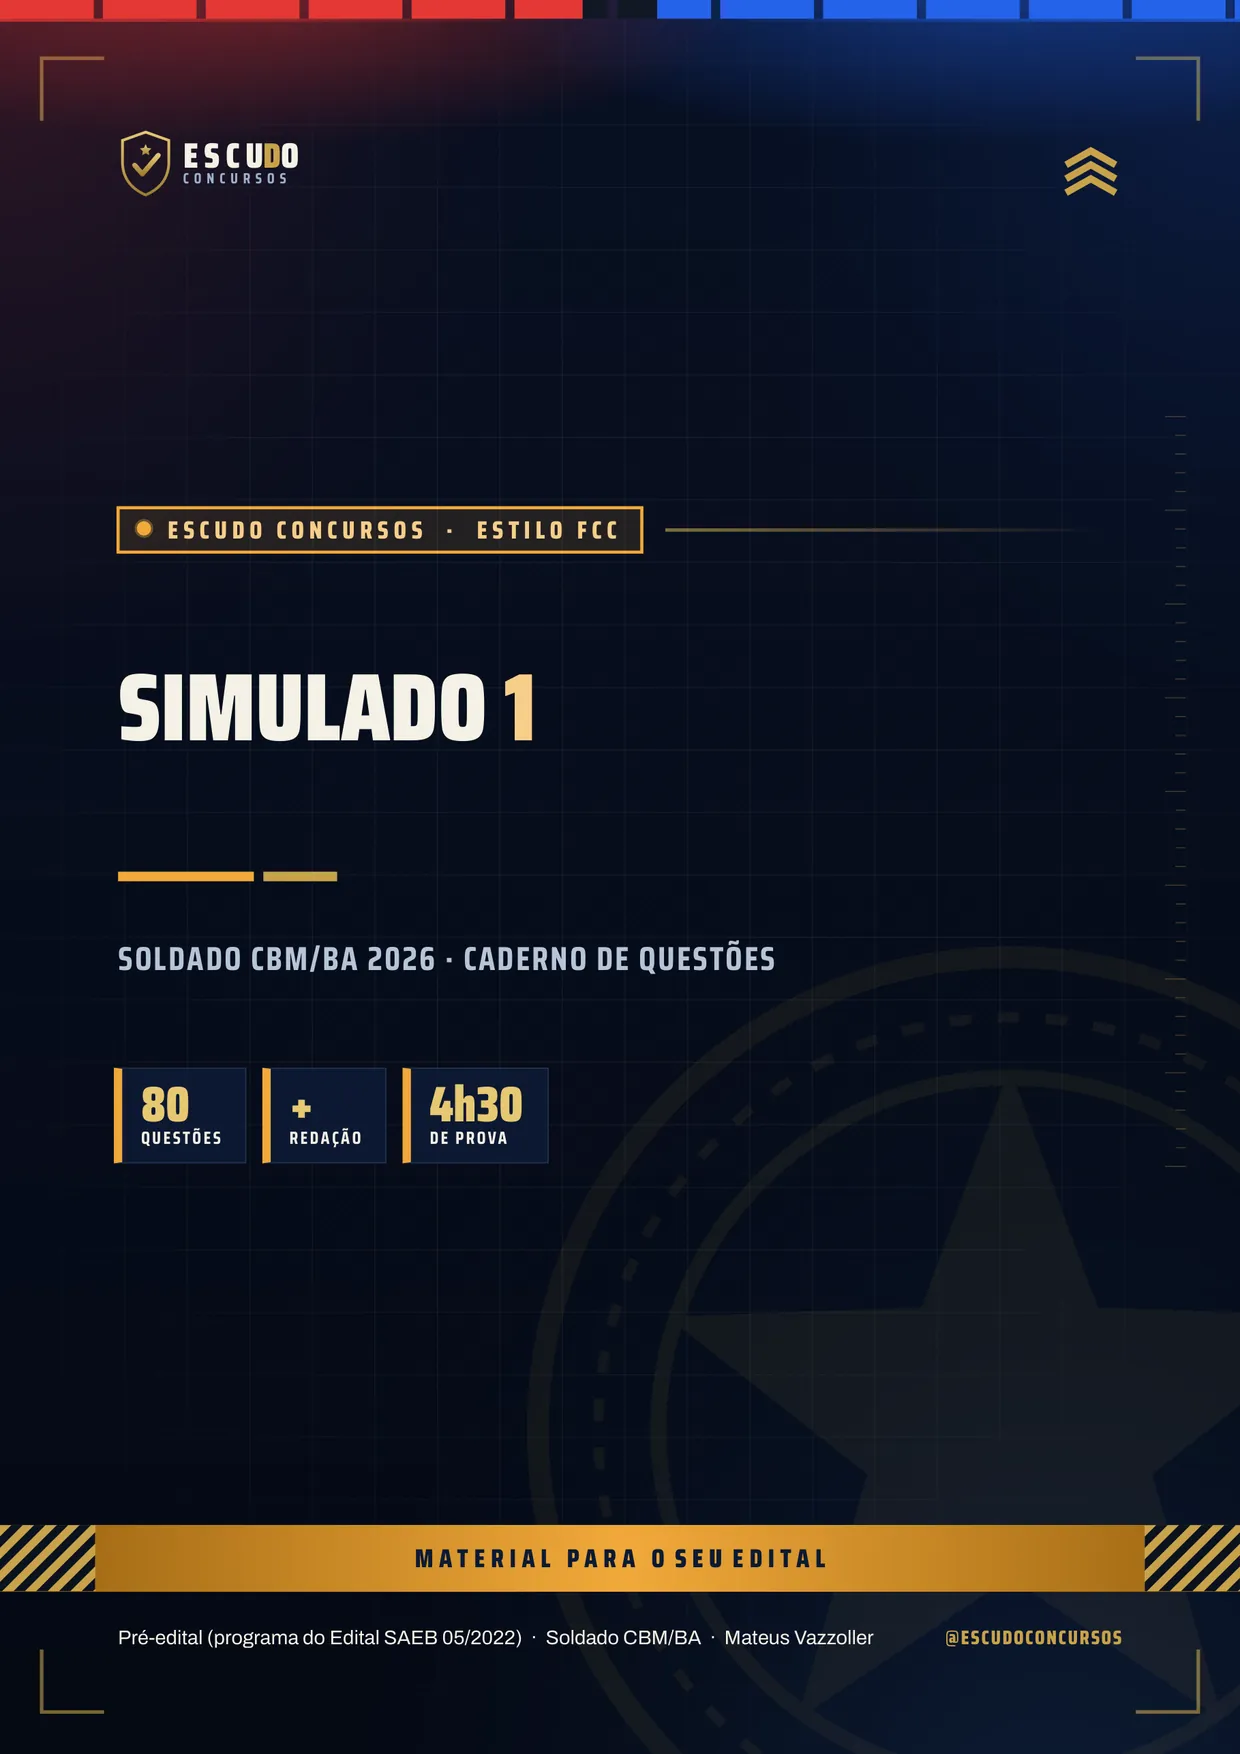 ESCUDO
CONCURSOS
ESCUDO CONCURSOS · ESTILO FCC
SIMULADO 1
SOLDADO CBM/BA 2026 · CADERNO DE QUESTÕES
80
QUESTÕES
+
REDAÇÃO
4h30
DE PROVA
MATERIAL PARA O SEU EDITAL
Pré-edital (programa do Edital SAEB 05/2022) · Soldado CBM/BA · Mateus Vazzoller
@ESCUDOCONCURSOS